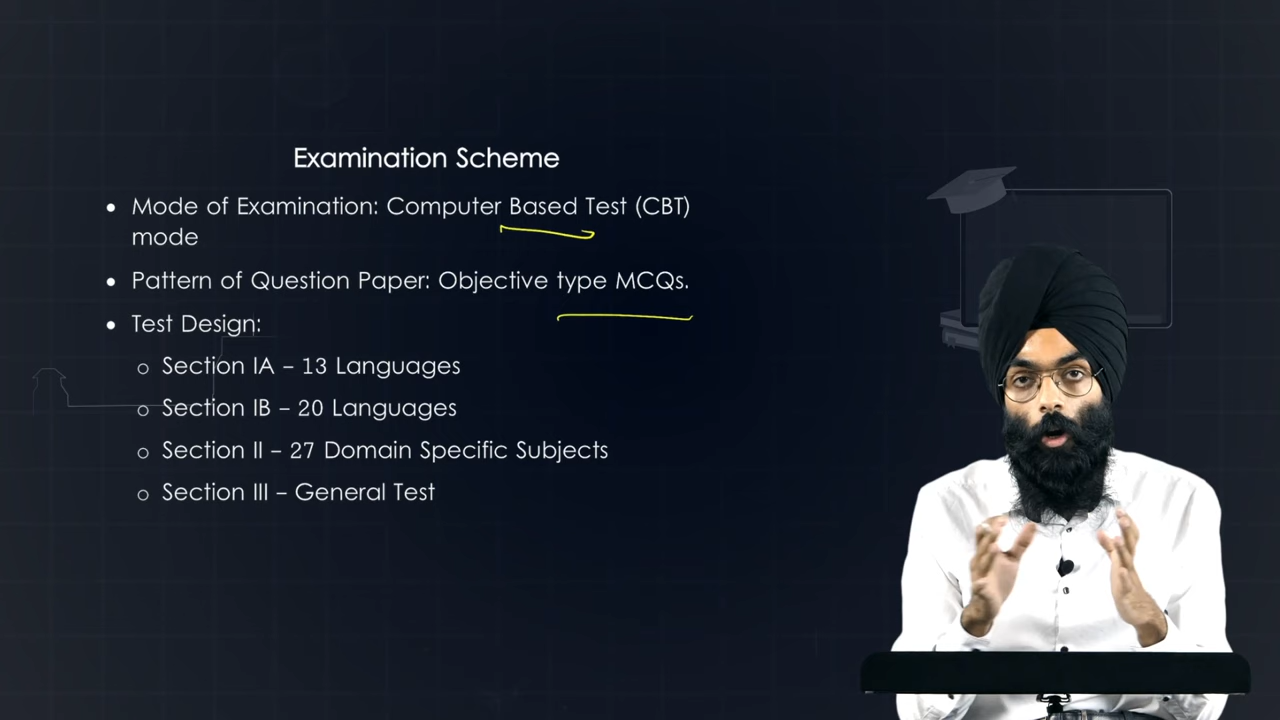 Examination Scheme
• Mode of Examination: Computer Based Test (CBT)
mode
• Pattern of Question Paper: Objective type MCQs.
• Test Design:
o Section IA – 13 Languages
o Section IB – 20 Languages
o Section II – 27 Domain Specific Subjects
o Section III – General Test